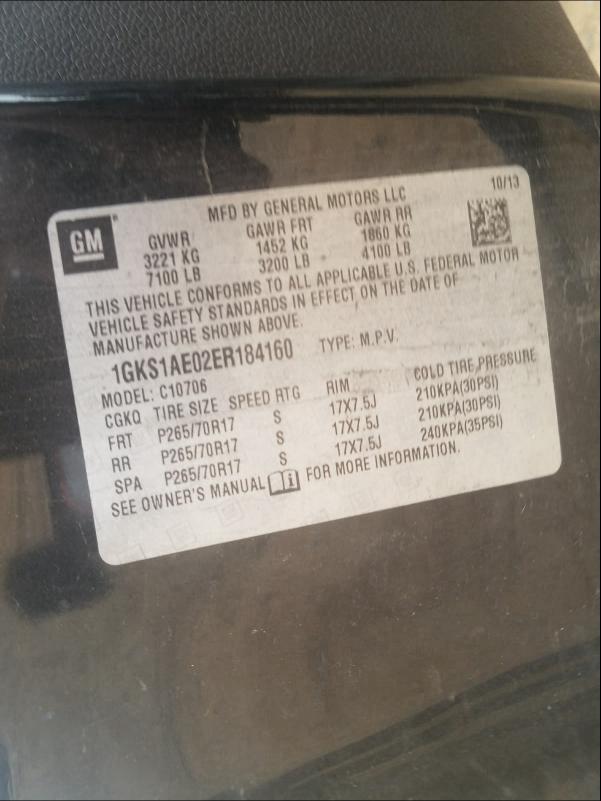 GM
MFD BY GENERAL MOTORS LLC 10/13
GVWR GAWR FRT GAWR RR
3221 KG 1452 KG 1860 KG
7100 LB 3200 LB 4100 LB
THIS VEHICLE CONFORMS TO ALL APPLICABLE U.S. FEDERAL MOTOR
VEHICLE SAFETY STANDARDS IN EFFECT ON THE DATE OF
MANUFACTURE SHOWN ABOVE.
1GKS1AE02ER184160 TYPE: M.P.V.
MODEL: C10706
CGKQ TIRE SIZE SPEED RTG RIM COLD TIRE PRESSURE
FRT P265/70R17 S 17X7.5J 210KPA(30PSI)
RR P265/70R17 S 17X7.5J 210KPA(30PSI)
SPA P265/70R17 S 17X7.5J 240KPA(35PSI)
SEE OWNER'S MANUAL FOR MORE INFORMATION.